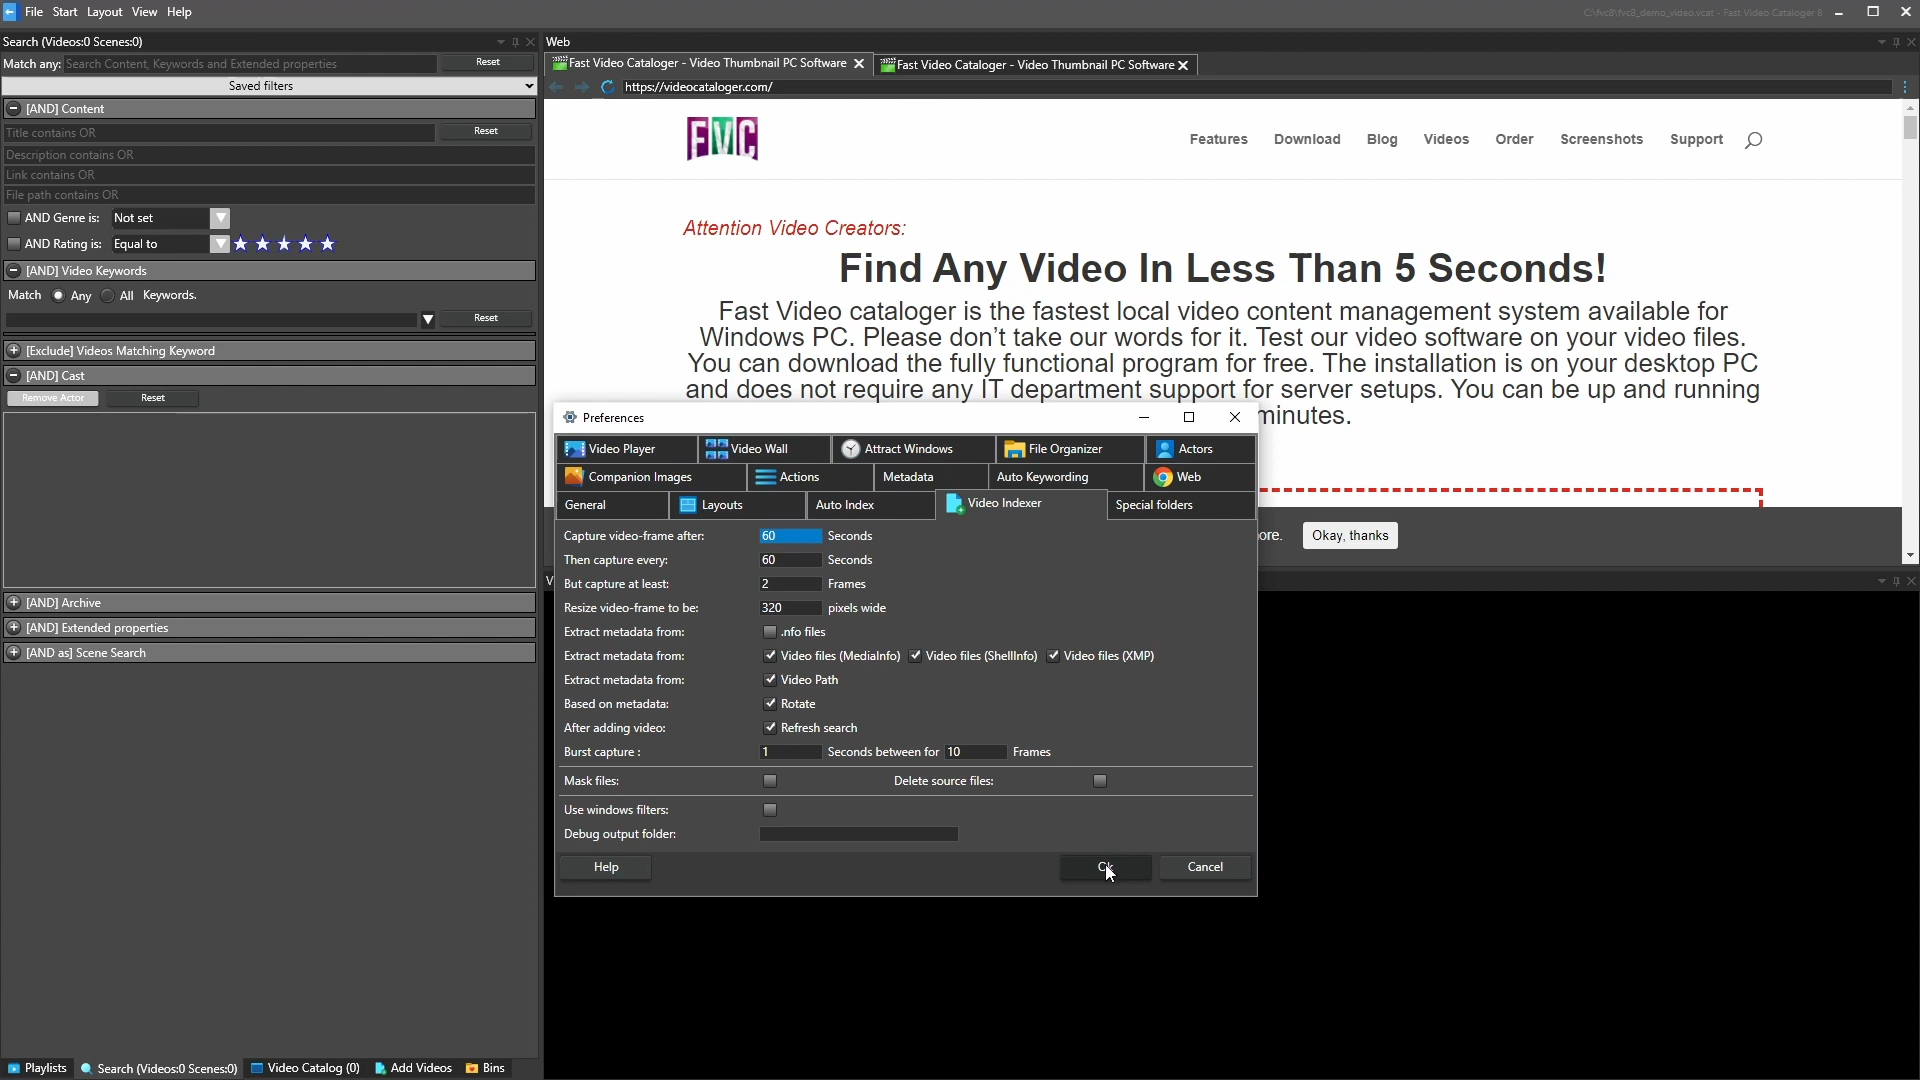 File Start Layout View Help
C:\fvc8\fvc8_demo_video.vcat - Fast Video Cataloger 8
Search (Videos:0 Scenes:0)
Match any: Search Content, Keywords and Extended properties Reset
Saved filters
[AND] Content
Title contains OR Reset
Description contains OR
Link contains OR
File path contains OR
AND Genre is: Not set
AND Rating is: Equal to
[AND] Video Keywords
Match Any All Keywords.
Reset
[Exclude] Videos Matching Keyword
[AND] Cast
Remove Actor Reset
[AND] Archive
[AND] Extended properties
[AND as] Scene Search
Playlists Search (Videos:0 Scenes:0) Video Catalog (0) Add Videos Bins
Web
Fast Video Cataloger - Video Thumbnail PC Software Fast Video Cataloger - Video Thumbnail PC Software
https://videocataloger.com/
FVC
Features Download Blog Videos Order Screenshots Support
Attention Video Creators:
Find Any Video In Less Than 5 Seconds!
Fast Video cataloger is the fastest local video content management system available for
Windows PC. Please don't take our words for it. Test our video software on your video files.
You can download the fully functional program for free. The installation is on your desktop PC
and does not require any IT department support for server setups. You can be up and running
minutes.
Okay, thanks
Preferences
Video Player Video Wall Attract Windows File Organizer Actors
Companion Images Actions Metadata Auto Keywording Web
General Layouts Auto Index Video Indexer Special folders
Capture video-frame after: 60 Seconds
Then capture every: 60 Seconds
But capture at least: 2 Frames
Resize video-frame to be: 320 pixels wide
Extract metadata from: .nfo files
Extract metadata from: Video files (MediaInfo) Video files (ShellInfo) Video files (XMP)
Extract metadata from: Video Path
Based on metadata: Rotate
After adding video: Refresh search
Burst capture : 1 Seconds between for 10 Frames
Mask files: Delete source files:
Use windows filters:
Debug output folder:
Help Ok Cancel